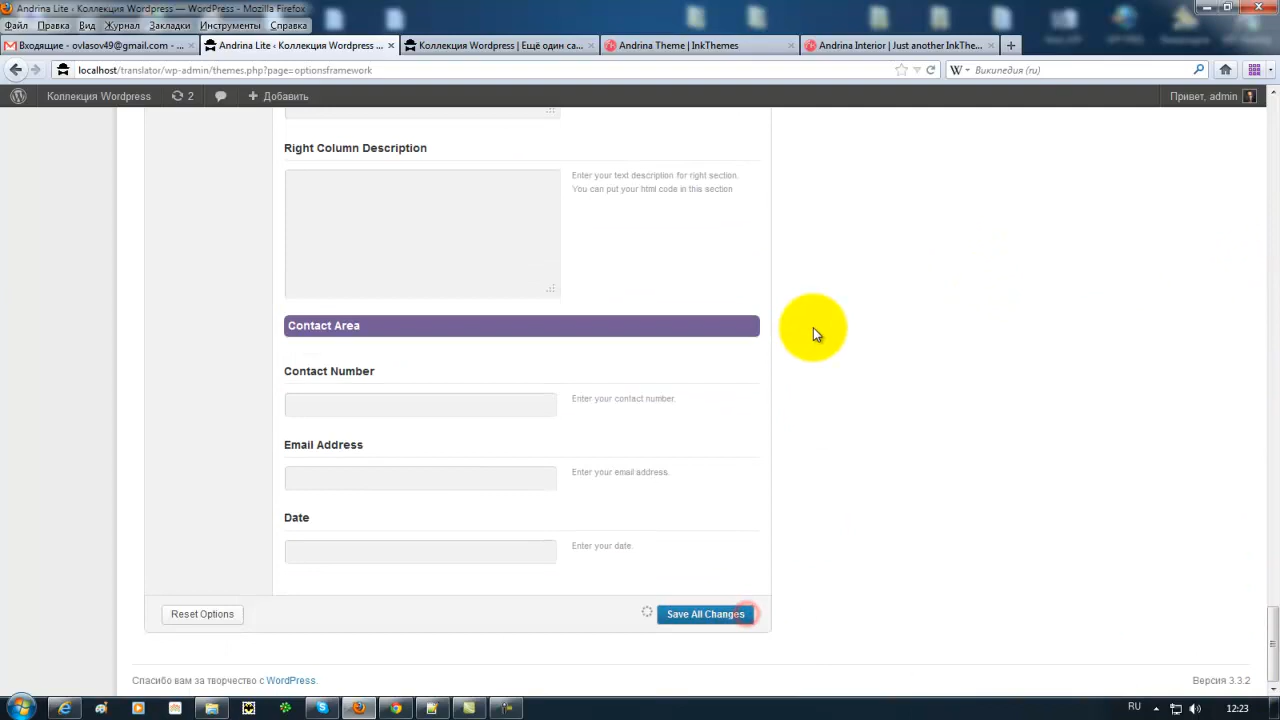 Andrina Lite ‹ Коллекция Wordpress — WordPress - Mozilla Firefox
Файл Правка Вид Журнал Закладки Инструменты Справка
Входящие - ovlasov49@gmail.com - ...
Andrina Lite ‹ Коллекция Wordpress ...
Коллекция Wordpress | Ещё один са...
Andrina Theme | InkThemes
Andrina Interior | Just another InkThe...
localhost/translator/wp-admin/themes.php?page=optionsframework
Википедия (ru)
Коллекция Wordpress
2
Добавить
Привет, admin
Right Column Description
Enter your text description for right section.
You can put your html code in this section
Contact Area
Contact Number
Enter your contact number.
Email Address
Enter your email address.
Date
Enter your date.
Reset Options
Save All Changes
Спасибо вам за творчество с WordPress.
Версия 3.3.2
RU
12:23